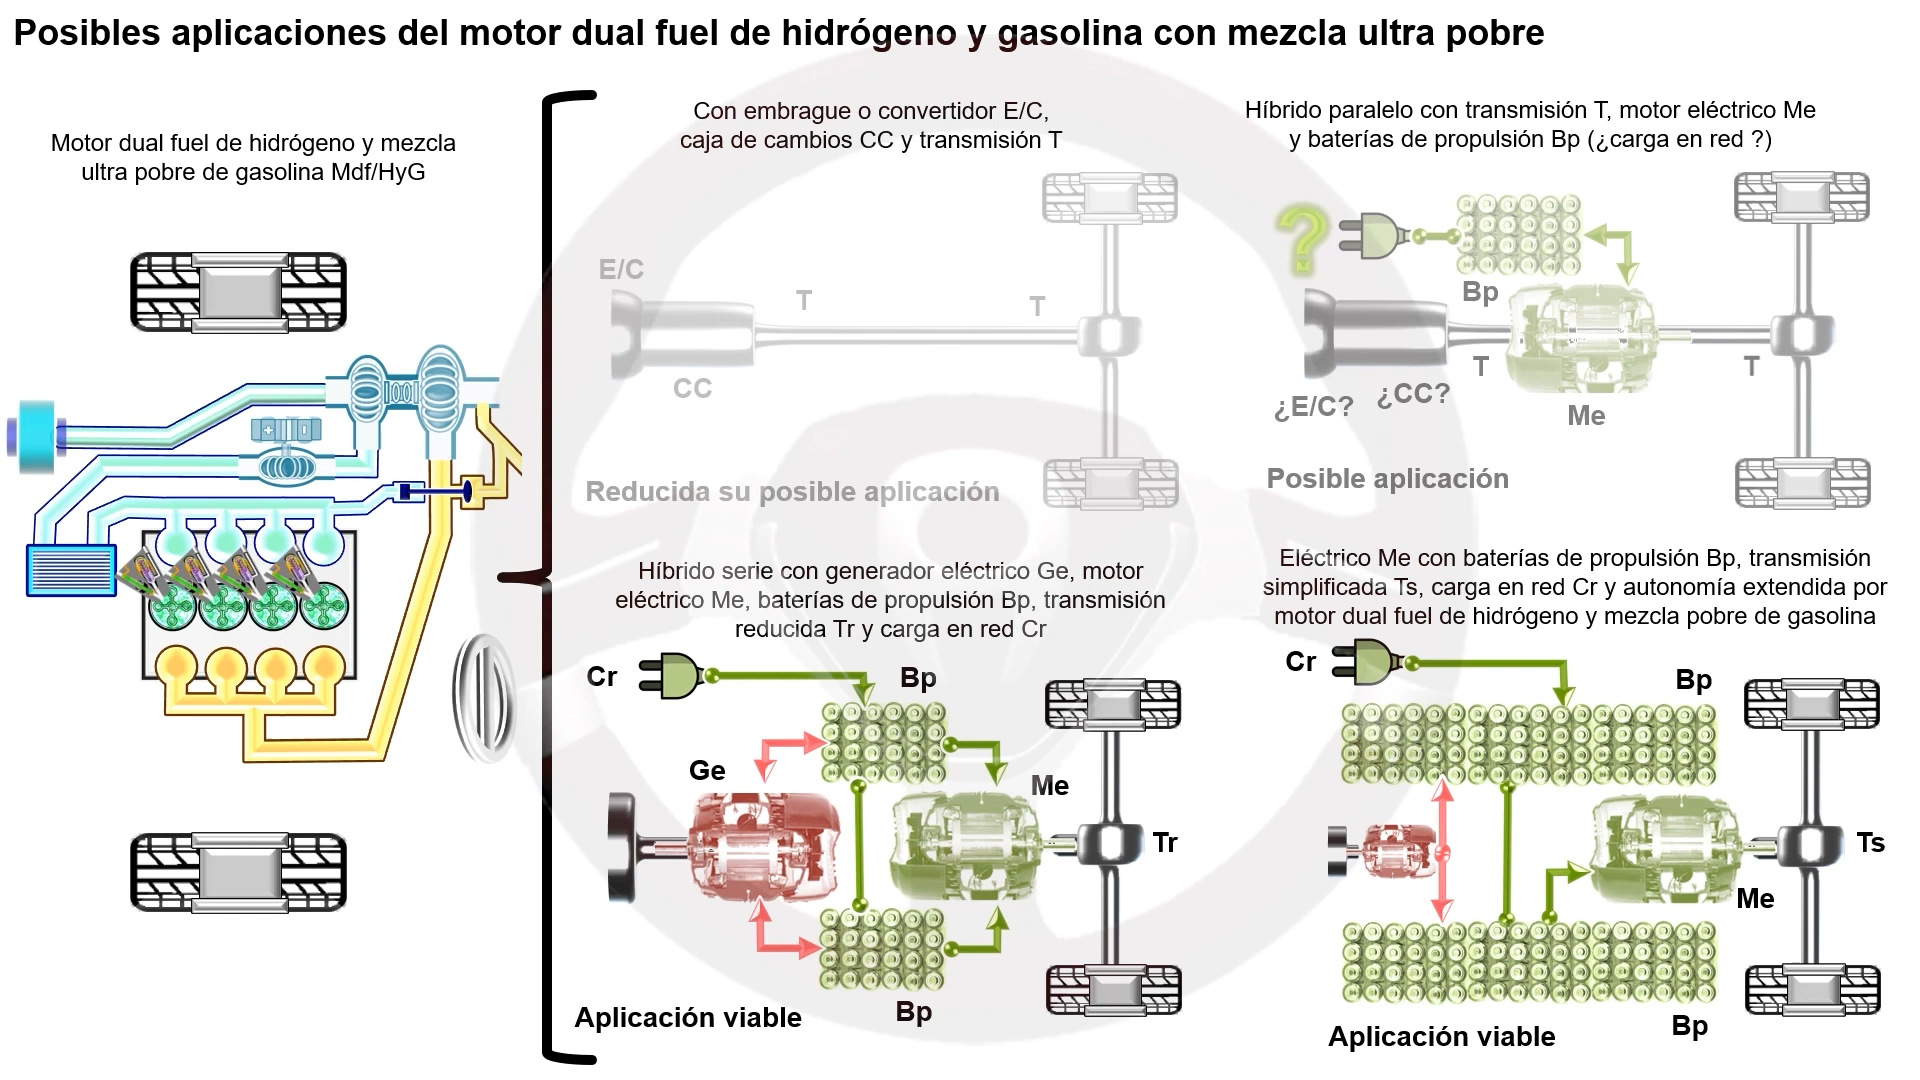 Posibles aplicaciones del motor dual fuel de hidrógeno y gasolina con mezcla ultra pobre
Motor dual fuel de hidrógeno y mezcla
ultra pobre de gasolina Mdf/HyG
Con embrague o convertidor E/C,
caja de cambios CC y transmisión T
E/C
T
T
CC
Reducida su posible aplicación
Híbrido paralelo con transmisión T, motor eléctrico Me
y baterías de propulsión Bp (¿carga en red ?)
?
Bp
T
T
¿E/C?
¿CC?
Me
Posible aplicación
Híbrido serie con generador eléctrico Ge, motor
eléctrico Me, baterías de propulsión Bp, transmisión
reducida Tr y carga en red Cr
Cr
Bp
Ge
Me
Tr
Bp
Aplicación viable
Eléctrico Me con baterías de propulsión Bp, transmisión
simplificada Ts, carga en red Cr y autonomía extendida por
motor dual fuel de hidrógeno y mezcla pobre de gasolina
Cr
Bp
Ts
Me
Bp
Aplicación viable